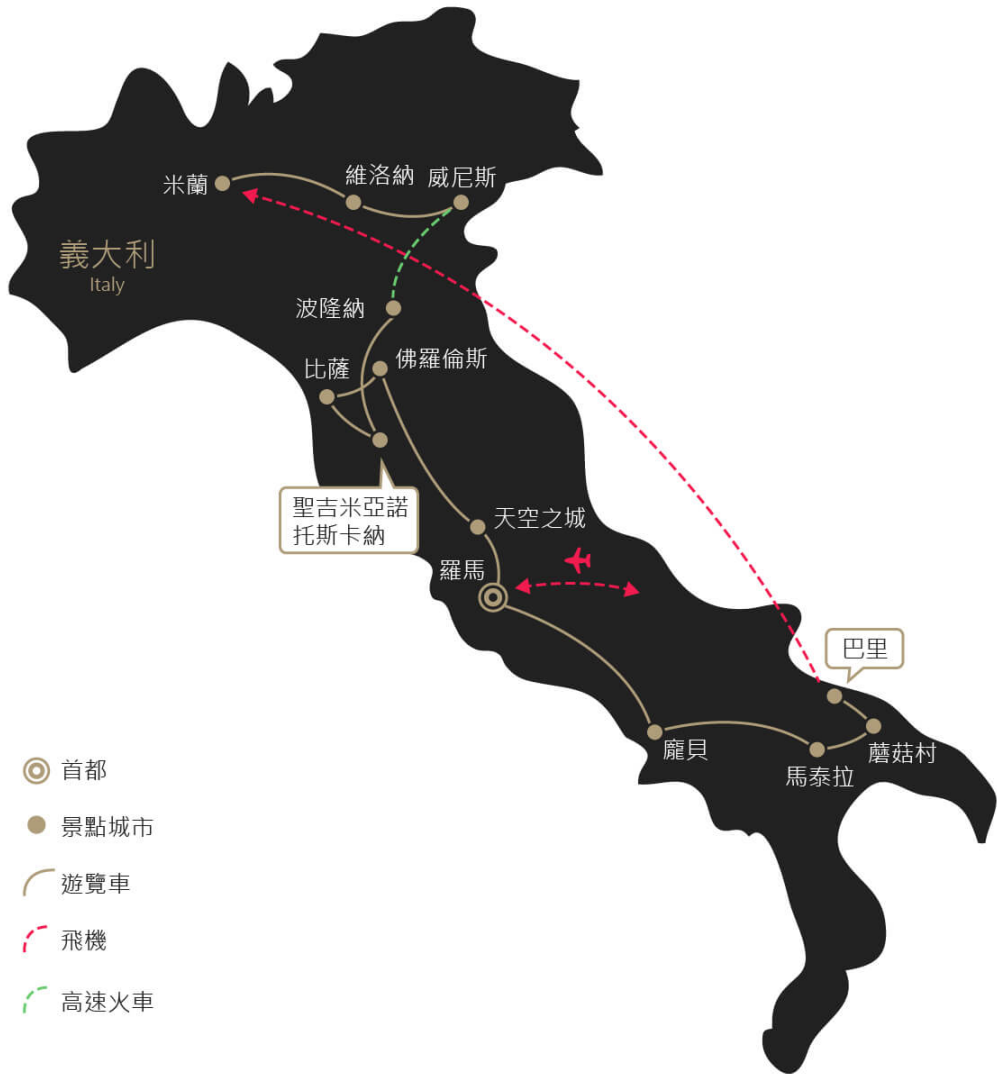 米蘭
維洛納
威尼斯
義大利
Italy
波隆納
佛羅倫斯
比薩
聖吉米亞諾
托斯卡納
天空之城
羅馬
巴里
龐貝
蘑菇村
馬泰拉
首都
景點城市
遊覽車
飛機
高速火車